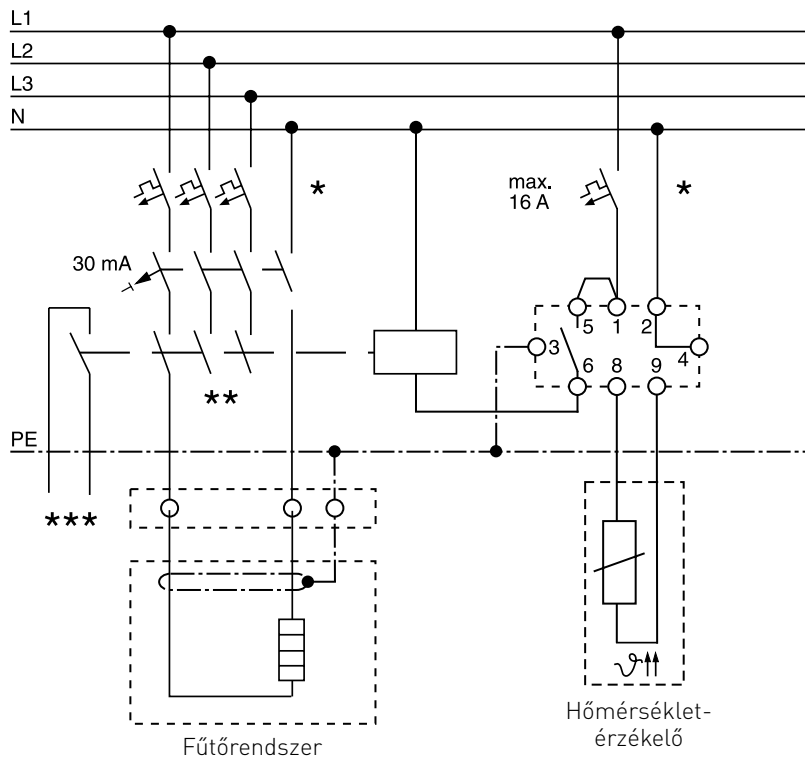 L1
L2
L3
N
*
max.
16 A
*
30 mA
5 1 2
3 4
6 8 9
**
PE
***
ϑ
Hőmérséklet-
érzékelő
Fűtőrendszer